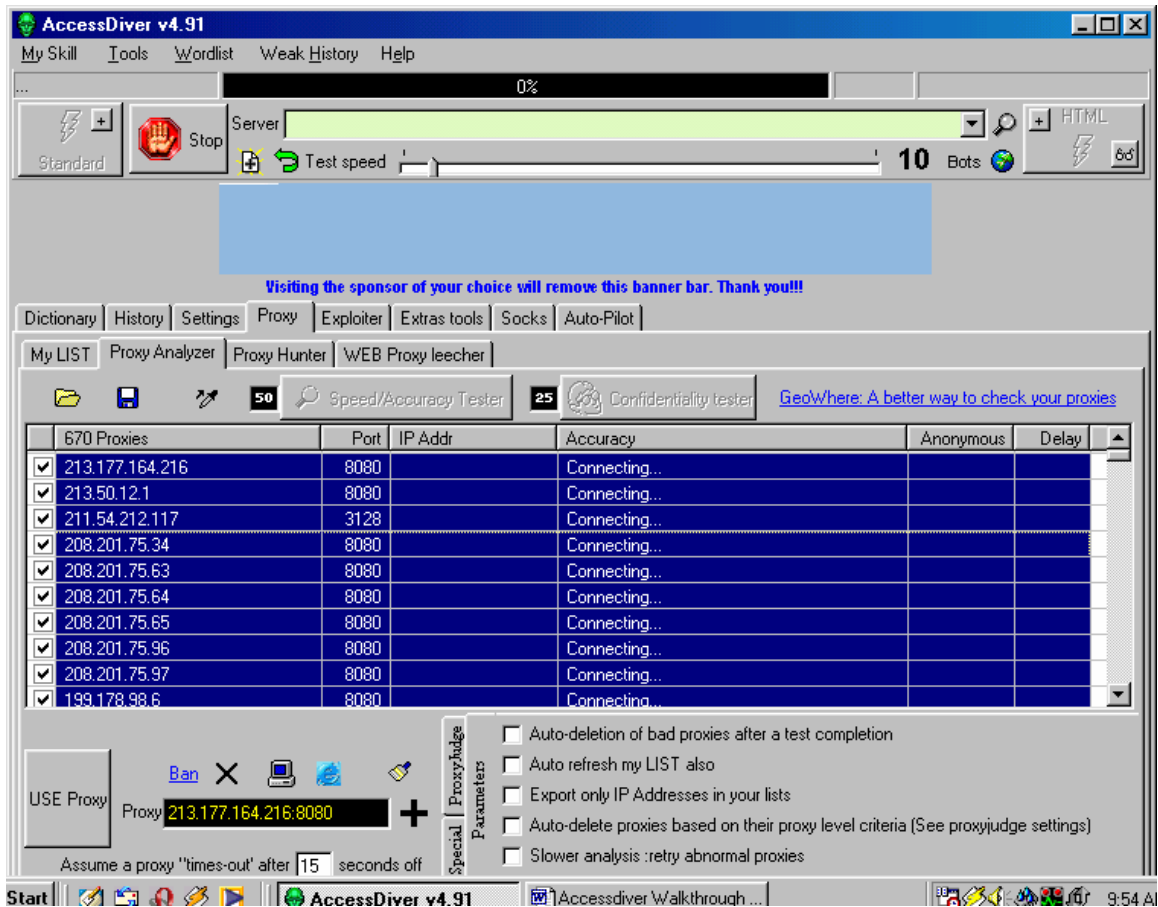 AccessDiver v4.91
My Skill Tools Wordlist Weak History Help
... 0%
Standard + Stop Server + HTML
Test speed 10 Bots
Visiting the sponsor of your choice will remove this banner bar. Thank you!!!
Dictionary History Settings Proxy Exploiter Extras tools Socks Auto-Pilot
My LIST Proxy Analyzer Proxy Hunter WEB Proxy leecher
50 Speed/Accuracy Tester 25 Confidentiality tester GeoWhere: A better way to check your proxies
670 Proxies Port IP Addr Accuracy Anonymous Delay
213.177.164.216 8080 Connecting...
213.50.12.1 8080 Connecting...
211.54.212.117 3128 Connecting...
208.201.75.34 8080 Connecting...
208.201.75.63 8080 Connecting...
208.201.75.64 8080 Connecting...
208.201.75.65 8080 Connecting...
208.201.75.96 8080 Connecting...
208.201.75.97 8080 Connecting...
199.178.98.6 8080 Connecting...
USE Proxy
Ban
Proxy 213.177.164.216:8080
Assume a proxy "times-out' after 15 seconds off
ProxyJudge
Special
Parameters
Auto-deletion of bad proxies after a test completion
Auto refresh my LIST also
Export only IP Addresses in your lists
Auto-delete proxies based on their proxy level criteria (See proxyjudge settings)
Slower analysis :retry abnormal proxies
Start AccessDiver v4.91 Accessdiver Walkthrough ... 9:54 A